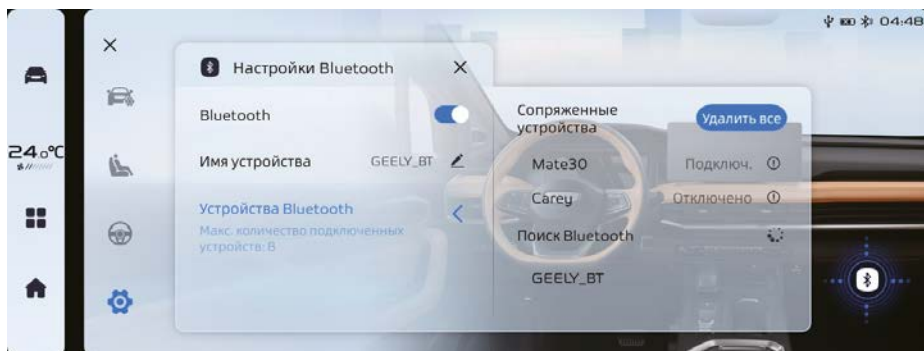 04:48
Настройки Bluetooth
Bluetooth
Имя устройства GEELY_BT
24.0°C
Устройства Bluetooth
Макс. количество подключенных
устройств: 8
Сопряженные
устройства
Удалить все
Mate30 Подключ.
Carey Отключено
Поиск Bluetooth
GEELY_BT